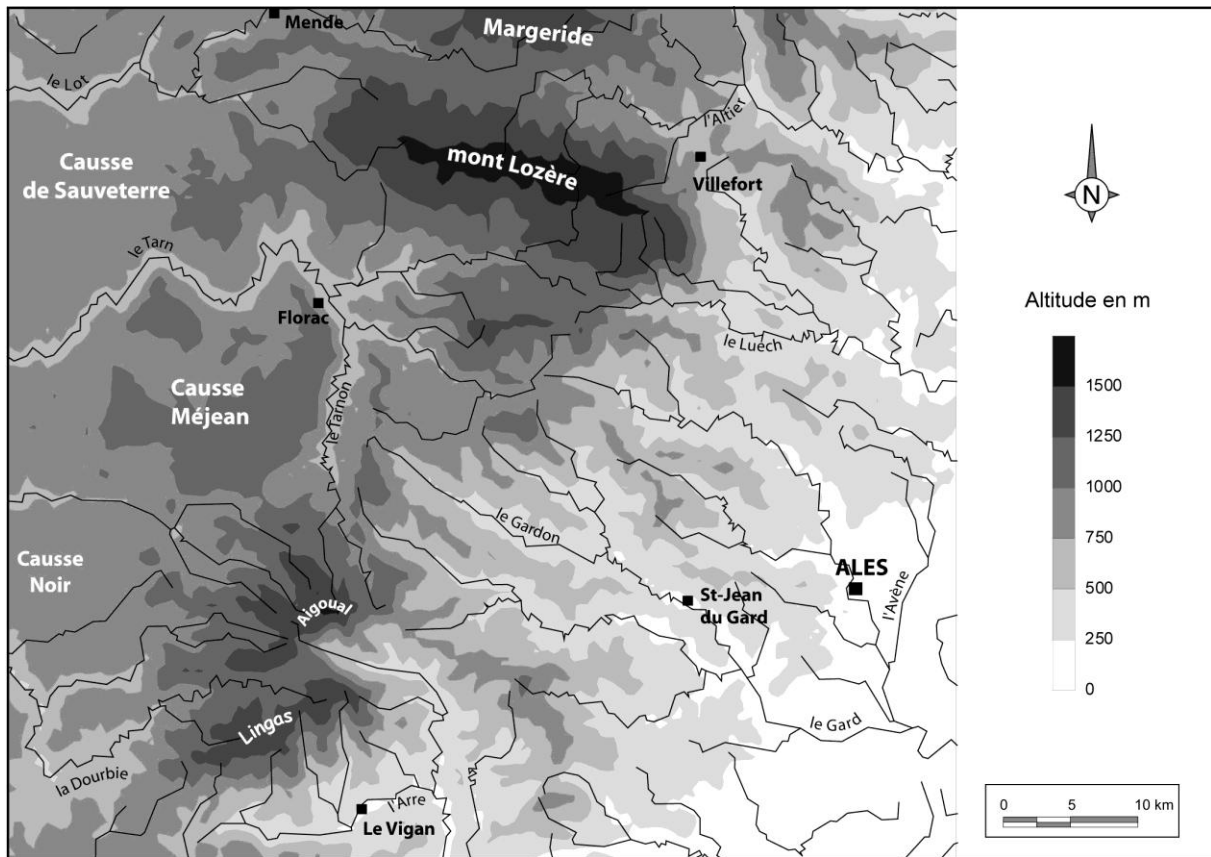 Mende
Margeride
le Lot
l'Altier
Causse
de Sauveterre
mont Lozère
Villefort
le Tarn
Florac
le Luech
Causse
Méjean
le Tarnon
le Gardon
Causse
Noir
Aigoual
ALES
St-Jean
du Gard
l'Avène
Lingas
le Gard
la Dourbie
l'Arre
Le Vigan
N
Altitude en m
1500
1250
1000
750
500
250
0
0 5 10 km